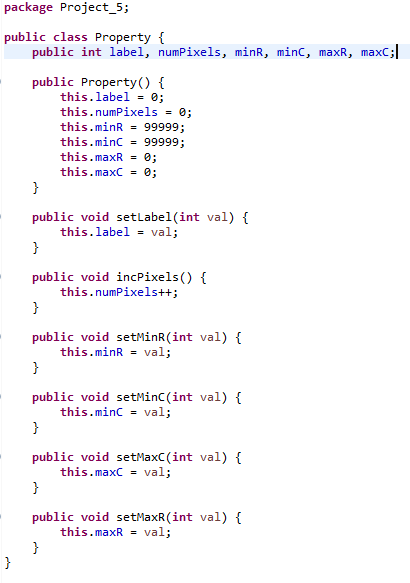 package Project_5;
public class Property {
public int label, numPixels, minR, minC, maxR, maxC;
public Property() {
this.label = 0;
this.numPixels = 0;
this.minR = 99999;
this.minC = 99999;
this.maxR = 0;
this.maxC = 0;
}
public void setLabel(int val) {
this.label = val;
}
public void incPixels() {
this.numPixels++;
}
public void setMinR(int val) {
this.minR = val;
}
public void setMinC(int val) {
this.minC = val;
}
public void setMaxC(int val) {
this.maxC = val;
}
public void setMaxR(int val) {
this.maxR = val;
}
}